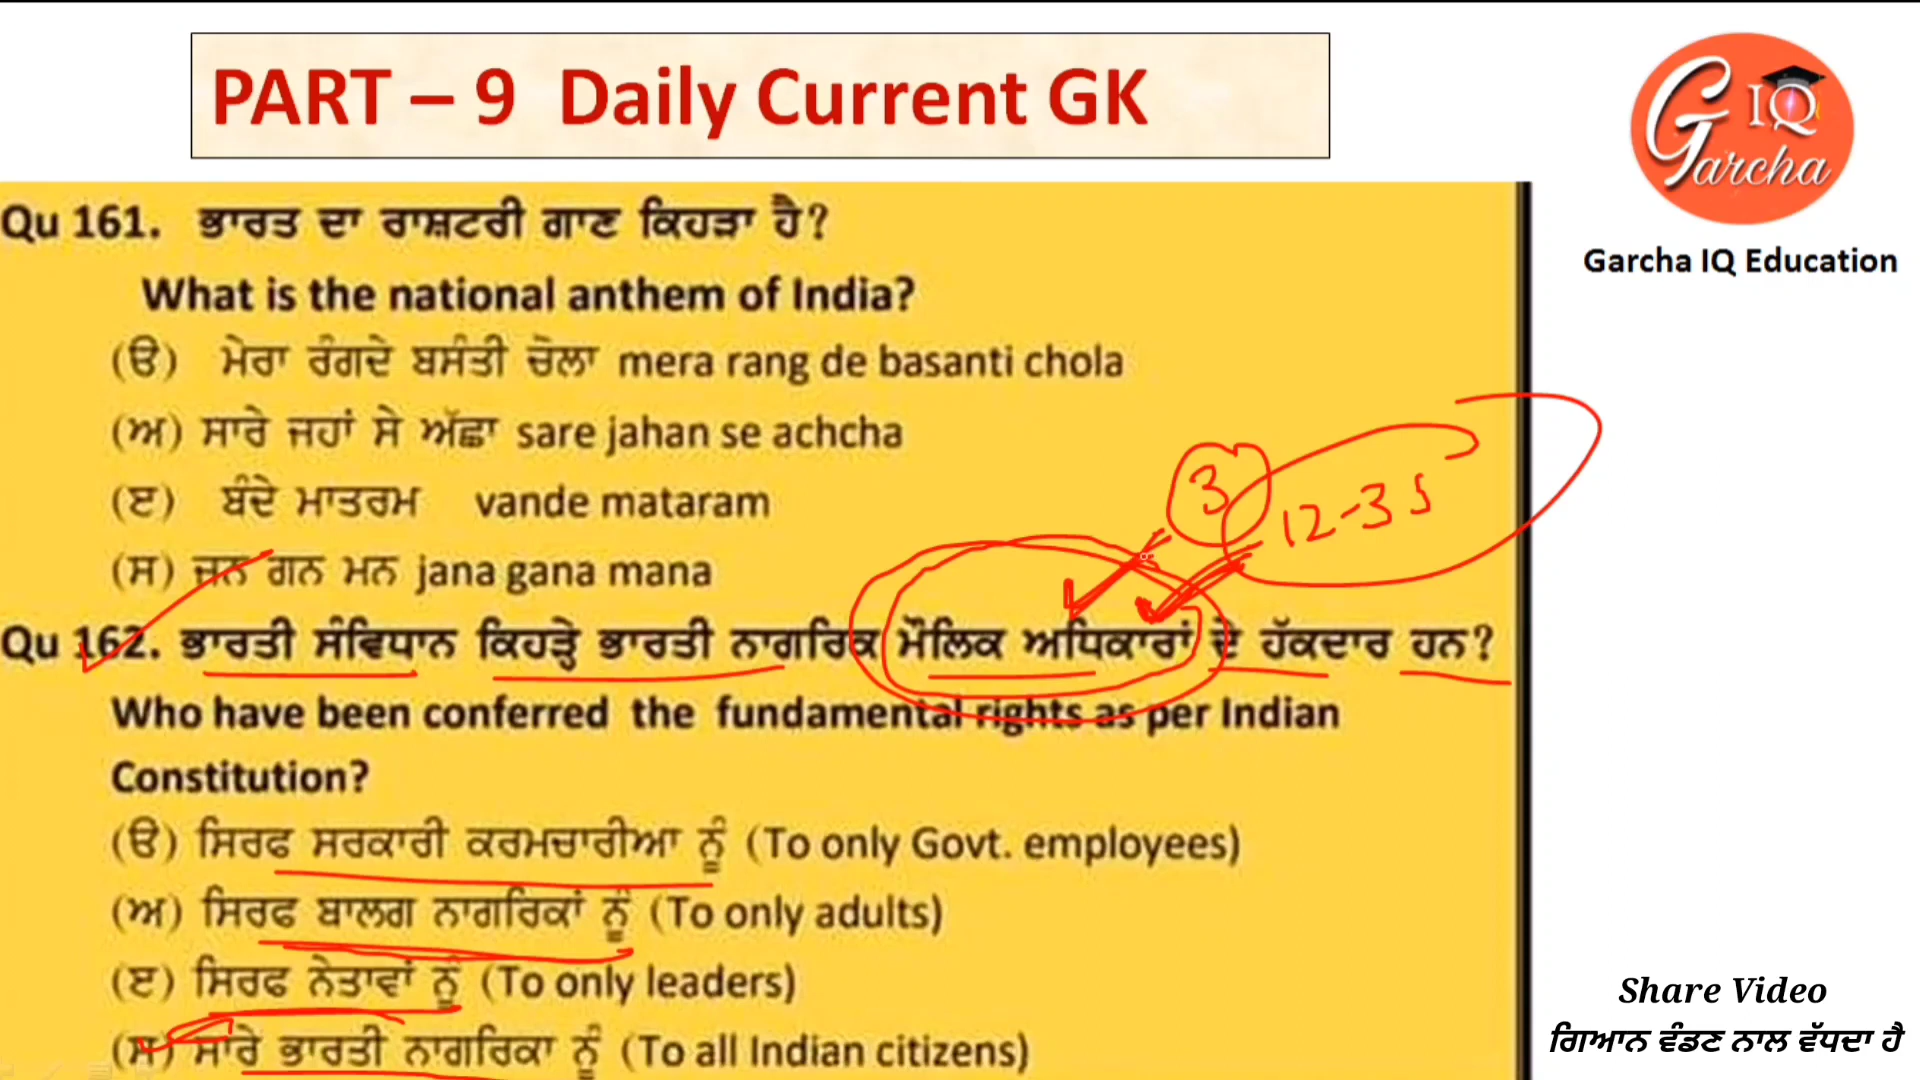 PART – 9 Daily Current GK
G IQ
Garcha
Garcha IQ Education
Qu 161. ਭਾਰਤ ਦਾ ਰਾਸ਼ਟਰੀ ਗਾਣ ਕਿਹੜਾ ਹੈ?
What is the national anthem of India?
(ੳ) ਮੇਰਾ ਰੰਗਦੇ ਬਸੰਤੀ ਚੋਲਾ mera rang de basanti chola
(ਅ) ਸਾਰੇ ਜਹਾਂ ਸੇ ਅੱਛਾ sare jahan se achcha
(ੲ) ਬੰਦੇ ਮਾਤਰਮ vande mataram
(ਸ) ਜਨ ਗਨ ਮਨ jana gana mana
3
12-35
Qu 162. ਭਾਰਤੀ ਸੰਵਿਧਾਨ ਕਿਹੜ੍ਹੇ ਭਾਰਤੀ ਨਾਗਰਿਕ ਮੌਲਿਕ ਅਧਿਕਾਰਾਂ ਦੇ ਹੱਕਦਾਰ ਹਨ?
Who have been conferred the fundamental rights as per Indian
Constitution?
(ੳ) ਸਿਰਫ ਸਰਕਾਰੀ ਕਰਮਚਾਰੀਆ ਨੂੰ (To only Govt. employees)
(ਅ) ਸਿਰਫ ਬਾਲਗ ਨਾਗਰਿਕਾਂ ਨੂੰ (To only adults)
(ੲ) ਸਿਰਫ ਨੇਤਾਵਾਂ ਨੂੰ (To only leaders)
(ਸ) ਸਾਰੇ ਭਾਰਤੀ ਨਾਗਰਿਕਾ ਨੂੰ (To all Indian citizens)
Share Video
ਗਿਆਨ ਵੰਡਣ ਨਾਲ ਵੱਧਦਾ ਹੈ